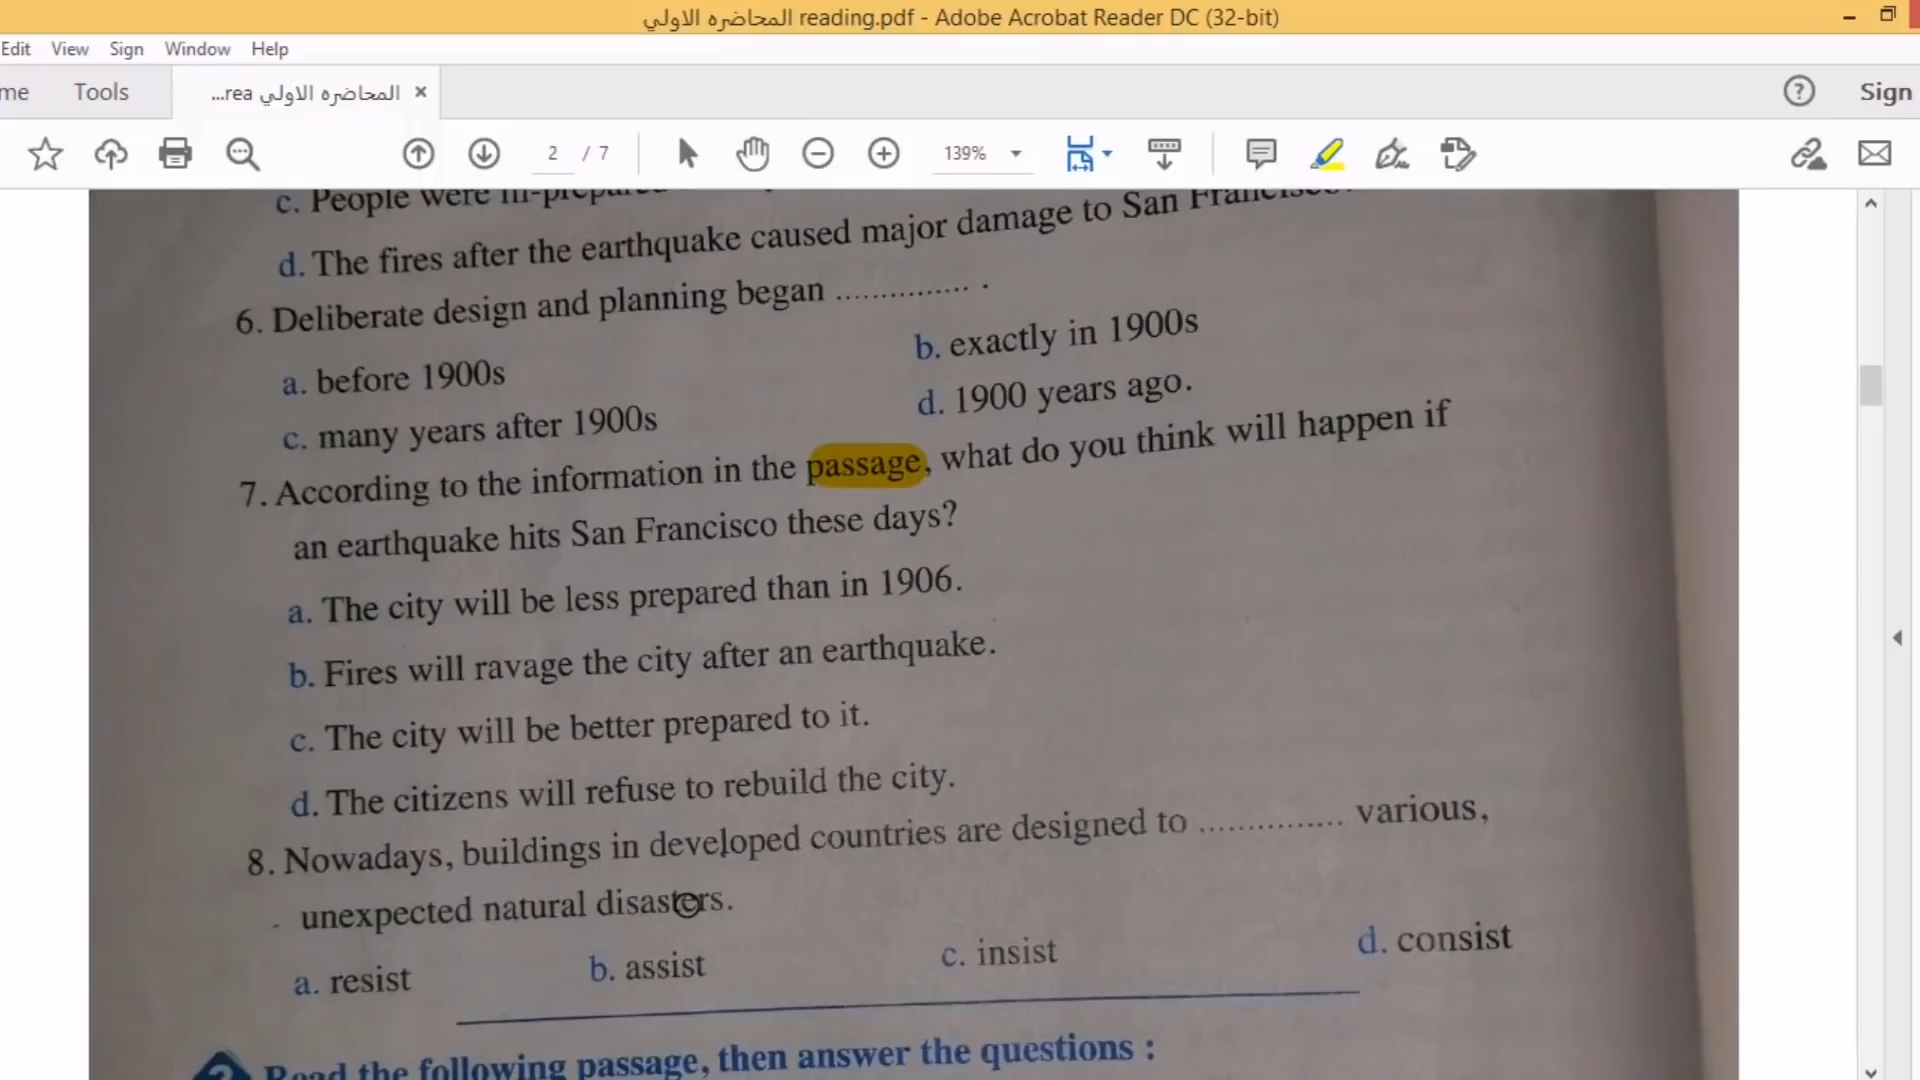 المحاضره الاولي reading.pdf - Adobe Acrobat Reader DC (32-bit)
Edit View Sign Window Help
me Tools المحاضره الاولي rea... × Sign
2 / 7 139%
c. People were
d. The fires after the earthquake caused major damage to San Francisco.
6. Deliberate design and planning began ............... .
a. before 1900s
b. exactly in 1900s
c. many years after 1900s
d. 1900 years ago.
7. According to the information in the passage, what do you think will happen if
an earthquake hits San Francisco these days?
a. The city will be less prepared than in 1906.
b. Fires will ravage the city after an earthquake.
c. The city will be better prepared to it.
d. The citizens will refuse to rebuild the city.
8. Nowadays, buildings in developed countries are designed to ............... various,
unexpected natural disasters.
a. resist b. assist c. insist d. consist
Read the following passage, then answer the questions :